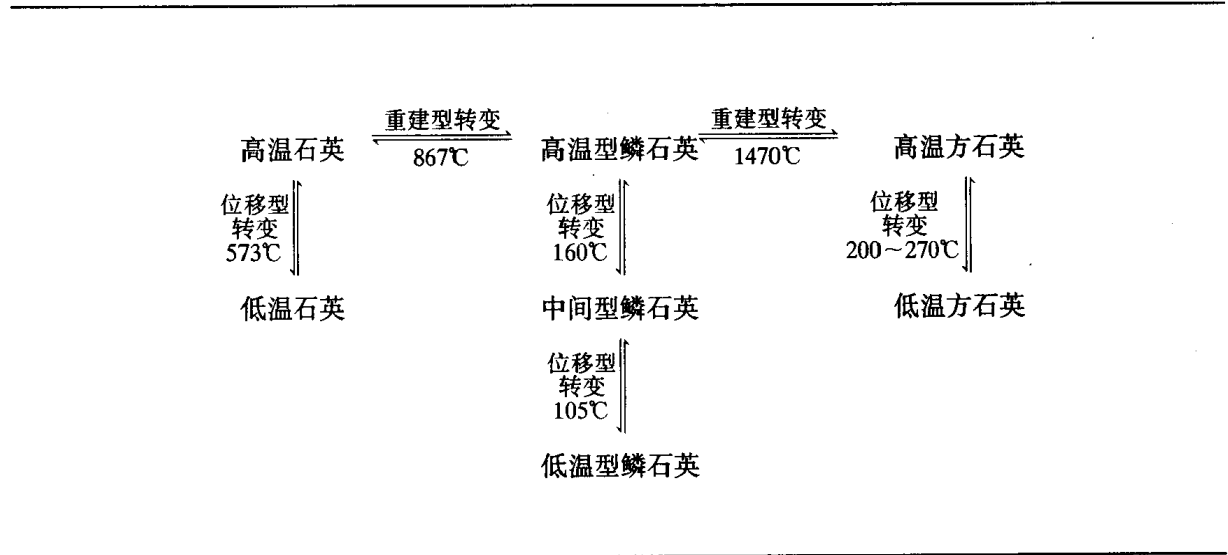 重建型转变
重建型转变
高温石英
高温型鳞石英
高温方石英
867℃
1470℃
位移型
转变
573℃
位移型
转变
160℃
位移型
转变
200～270℃
低温石英
中间型鳞石英
低温方石英
位移型
转变
105℃
低温型鳞石英